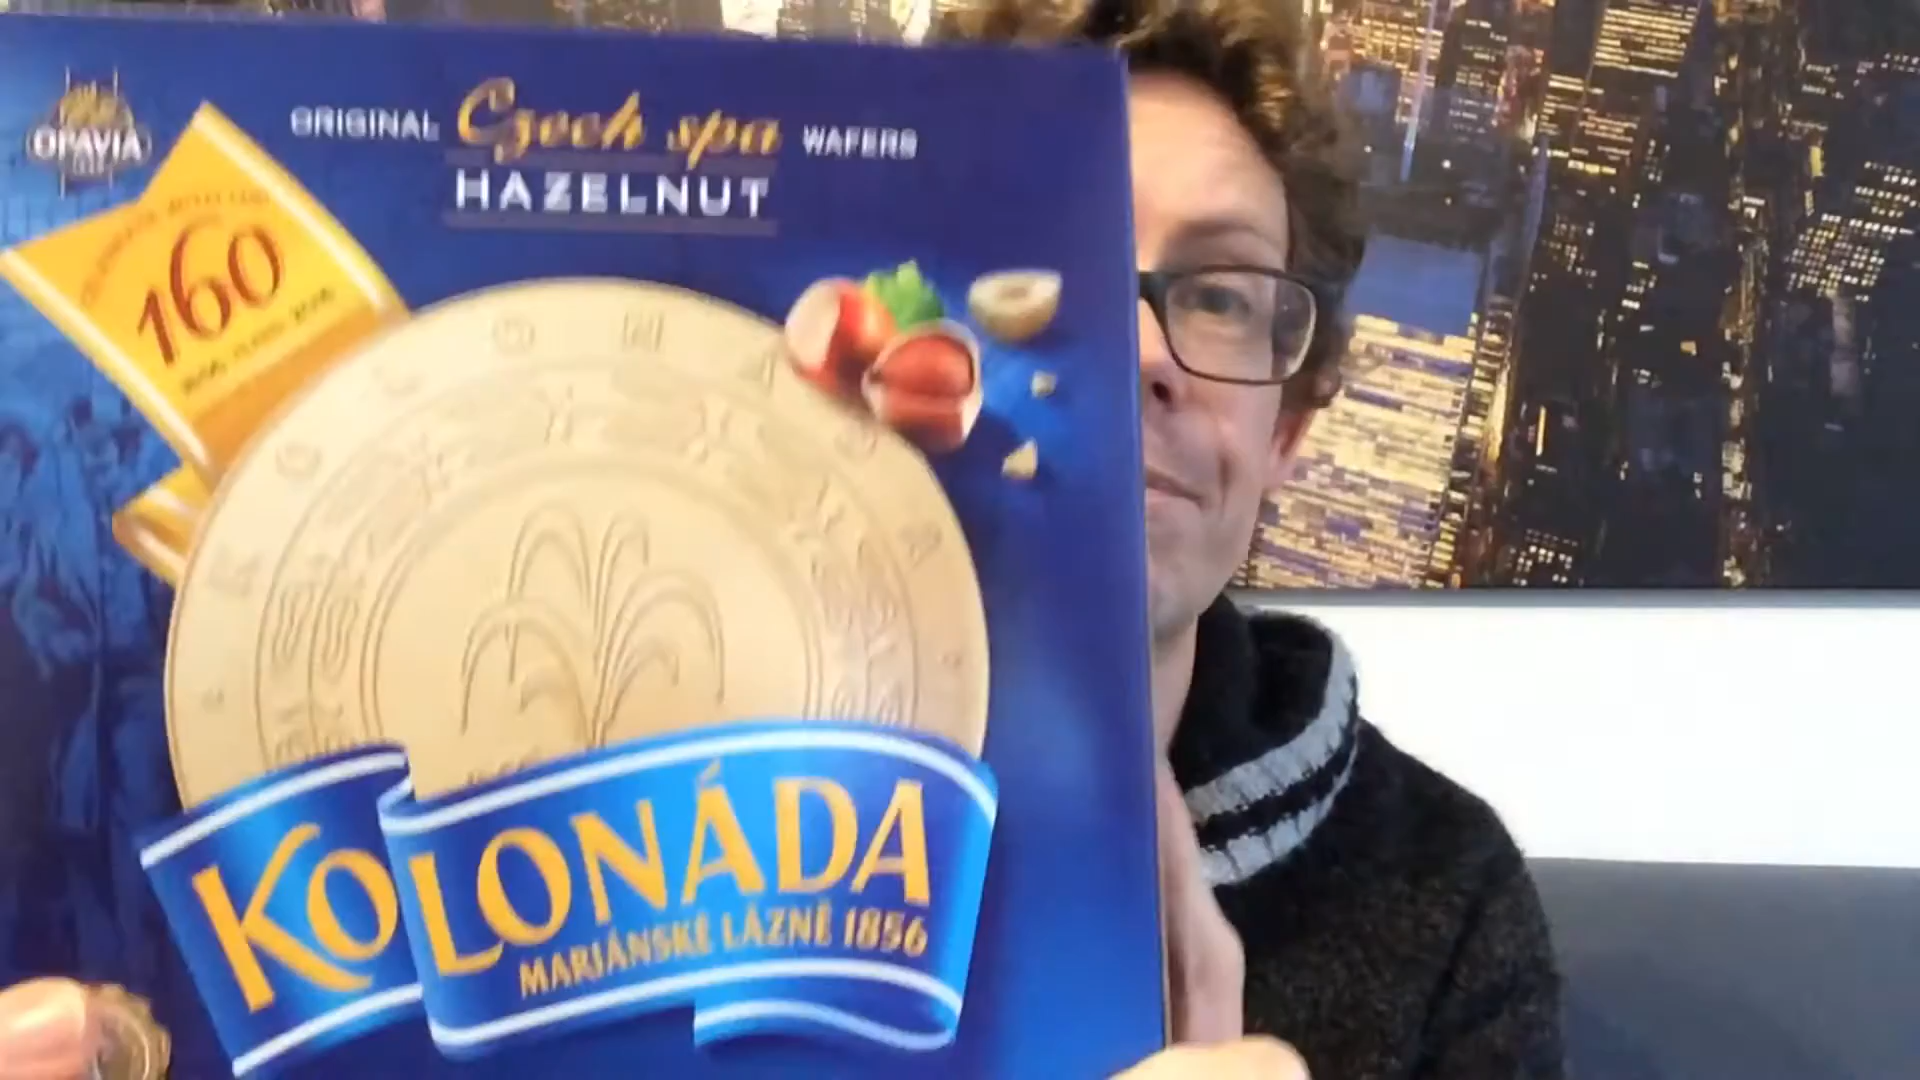 OPAVIA
ORIGINAL Czech spa WAFERS
HAZELNUT
160
KOLONÁDA
MARIÁNSKÉ LÁZNĚ 1856